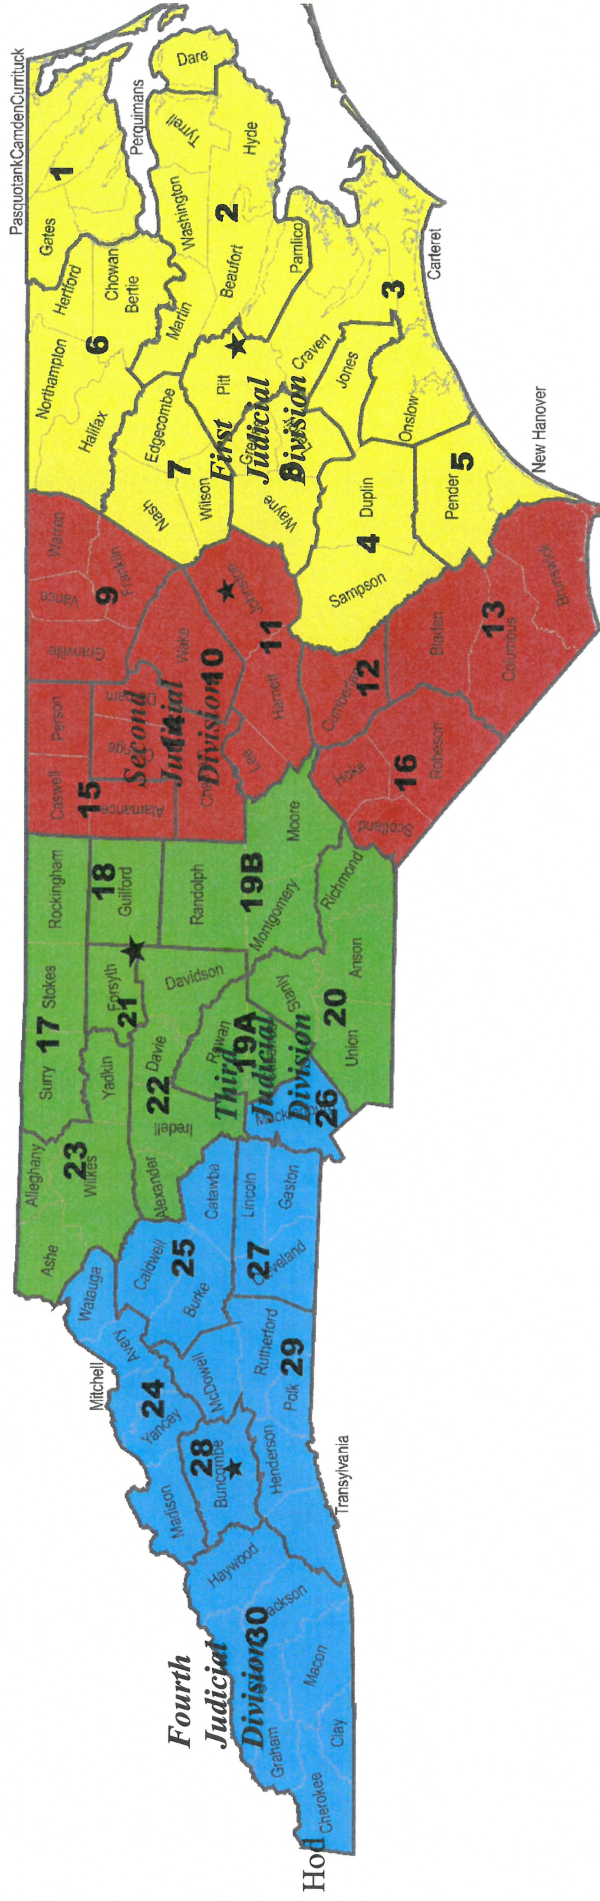 Fourth
Judicial
Division
Third
Judicial
Division
Second
Judicial
Division
First
Judicial
Division
Hod
Cherokee
Graham
Clay
Macon
30
Jackson
Haywood
Transylvania
Madison
28
Buncombe
Henderson
24
Yancey
Mitchell
Avery
Watauga
McDowell
Polk
29
Rutherford
Burke
25
Caldwell
Catawba
27
Cleveland
Lincoln
Gaston
26
Ashe
Alleghany
23
Wilkes
Alexander
Iredell
22
Davie
Yadkin
Surry
17
Stokes
Rockingham
Forsyth
21
Davidson
Rowan
19A
Stanly
Union
20
Anson
Richmond
18
Guilford
Randolph
19B
Montgomery
Moore
Caswell
15
Person
Alamance
14
Granville
Vance
9
Warren
Franklin
Wake
10
Lee
Harnett
11
Johnston
Cumberland
12
Hoke
16
Scotland
Robeson
Bladen
13
Columbus
Brunswick
Northampton
Halifax
6
Hertford
Chowan
Bertie
Gates
1
PasquotankCamdenCurrituck
Perquimans
Nash
7
Edgecombe
Wilson
Martin
Washington
Tyrrell
Dare
Hyde
2
Beaufort
Pitt
Pamlico
Craven
Wayne
8
Jones
3
Carteret
Onslow
Sampson
4
Duplin
Pender
5
New Hanover